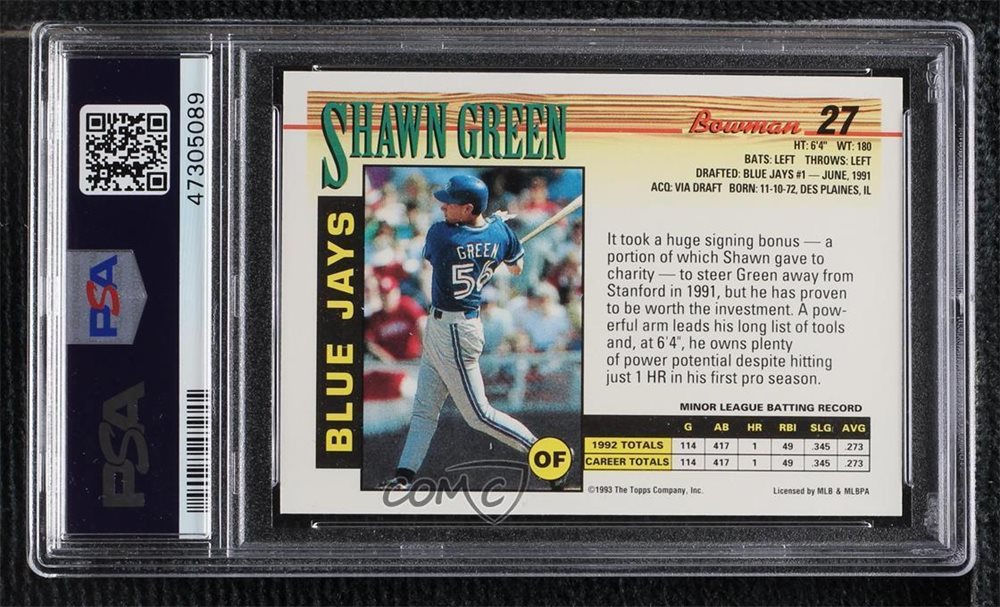 47305089
PSA
PSA
SHAWN GREEN
Bowman 27
HT: 6'4" WT: 180
BATS: LEFT THROWS: LEFT
DRAFTED: BLUE JAYS #1 — JUNE, 1991
ACQ: VIA DRAFT BORN: 11-10-72, DES PLAINES, IL
BLUE JAYS
GREEN
56
OF
It took a huge signing bonus — a
portion of which Shawn gave to
charity — to steer Green away from
Stanford in 1991, but he has proven
to be worth the investment. A pow-
erful arm leads his long list of tools
and, at 6'4", he owns plenty
of power potential despite hitting
just 1 HR in his first pro season.
MINOR LEAGUE BATTING RECORD
G AB HR RBI SLG AVG
1992 TOTALS 114 417 1 49 .345 .273
CAREER TOTALS 114 417 1 49 .345 .273
©1993 The Topps Company, Inc. Licensed by MLB & MLBPA
COMC